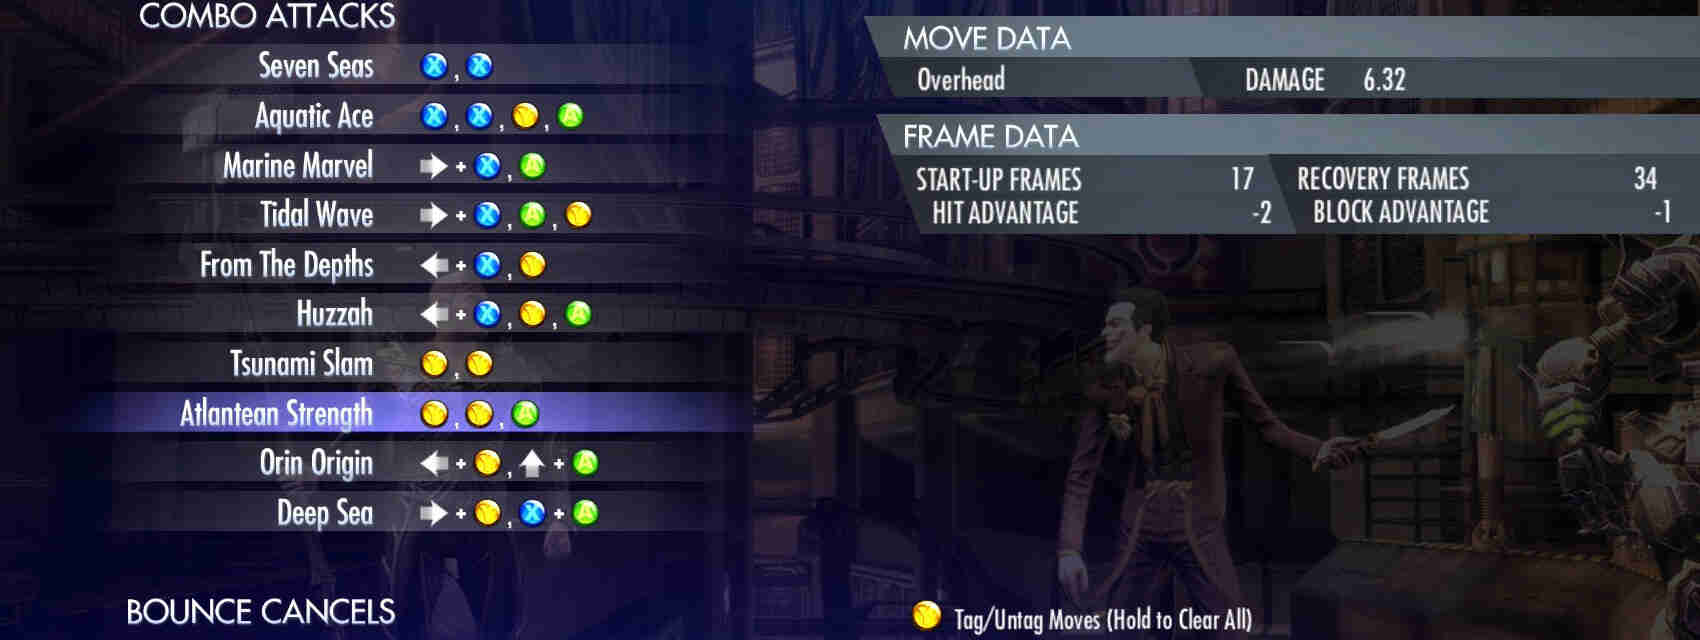 COMBO ATTACKS
Seven Seas X, X
Aquatic Ace X, X, Y, A
Marine Marvel + X, A
Tidal Wave + X, A, Y
From The Depths + X, Y
Huzzah + X, Y, A
Tsunami Slam Y, Y
Atlantean Strength Y, Y, A
Orin Origin + Y, + A
Deep Sea + Y, X + A
BOUNCE CANCELS
MOVE DATA
Overhead DAMAGE 6.32
FRAME DATA
START-UP FRAMES 17 RECOVERY FRAMES 34
HIT ADVANTAGE -2 BLOCK ADVANTAGE -1
Y Tag/Untag Moves (Hold to Clear All)